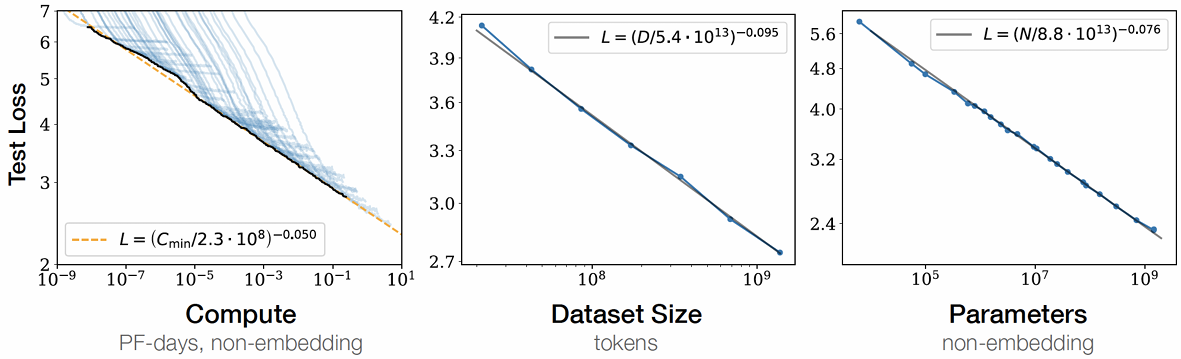 Test Loss
7
6
5
4
3
2
L = (C_min/2.3 · 10^8)^−0.050
10^−9 10^−7 10^−5 10^−3 10^−1 10^1
Compute
PF-days, non-embedding
4.2
3.9
3.6
3.3
3.0
2.7
L = (D/5.4 · 10^13)^−0.095
10^8 10^9
Dataset Size
tokens
5.6
4.8
4.0
3.2
2.4
L = (N/8.8 · 10^13)^−0.076
10^5 10^7 10^9
Parameters
non-embedding